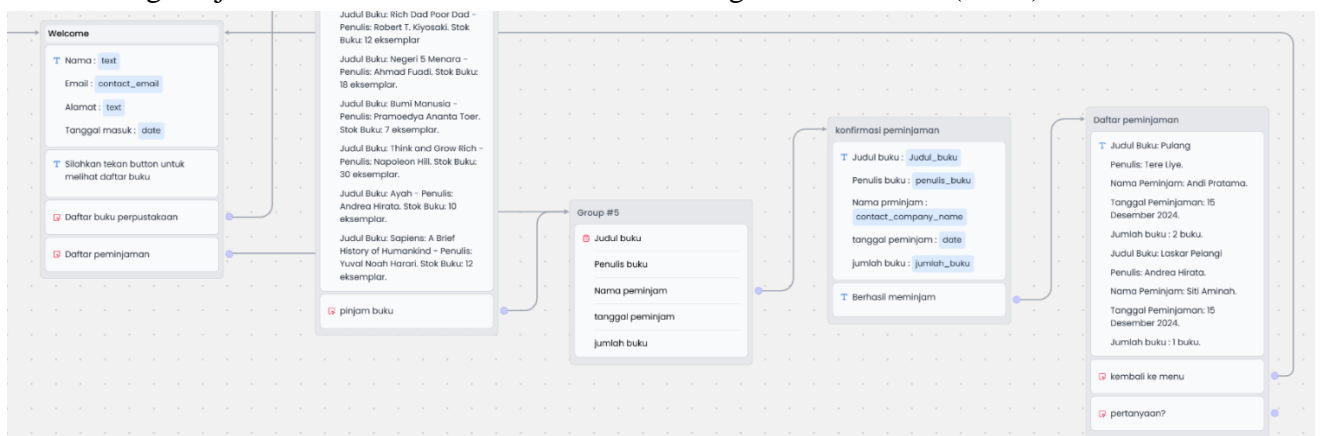 Welcome
Nama : text
Email : contact_email
Alamat : text
Tanggal masuk : date
Silahkan tekan button untuk
melihat daftar buku
Daftar buku perpustakaan
Daftar peminjaman
Judul Buku: Rich Dad Poor Dad -
Penulis: Robert T. Kiyosaki. Stok
Buku: 12 eksemplar
Judul Buku: Negeri 5 Menara -
Penulis: Ahmad Fuadi. Stok Buku:
18 eksemplar.
Judul Buku: Bumi Manusia -
Penulis: Pramoedya Ananta Toer.
Stok Buku: 7 eksemplar.
Judul Buku: Think and Grow Rich -
Penulis: Napoleon Hill. Stok Buku:
30 eksemplar.
Judul Buku: Ayah - Penulis:
Andrea Hirata. Stok Buku: 10
eksemplar.
Judul Buku: Sapiens: A Brief
History of Humankind - Penulis:
Yuval Noah Harari. Stok Buku: 12
eksemplar.
pinjam buku
Group #5
Judul buku
Penulis buku
Nama peminjam
tanggal peminjam
jumlah buku
konfirmasi peminjaman
Judul buku : Judul_buku
Penulis buku : penulis_buku
Nama prminjam :
contact_company_name
tanggal peminjam : date
jumlah buku : jumlah_buku
Berhasil meminjam
Daftar peminjaman
Judul Buku: Pulang
Penulis: Tere Liye.
Nama Peminjam: Andi Pratama.
Tanggal Peminjaman: 15
Desember 2024.
Jumlah buku : 2 buku.
Judul Buku: Laskar Pelangi
Penulis: Andrea Hirata.
Nama Peminjam: Siti Aminah.
Tanggal Peminjaman: 15
Desember 2024.
Jumlah buku : 1 buku.
kembali ke menu
pertanyaan?